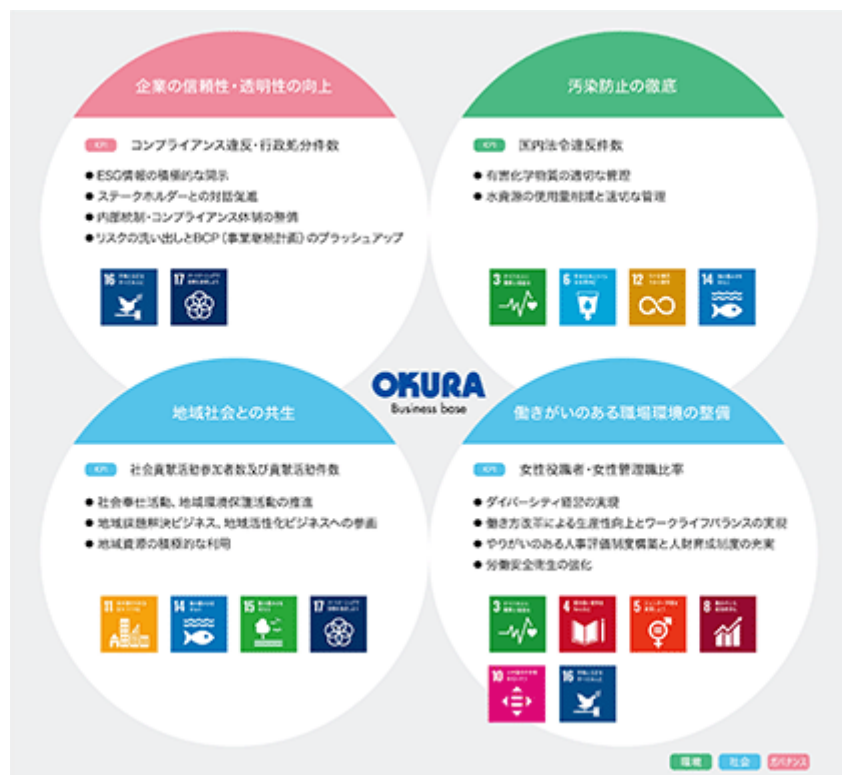 企業の信頼性・透明性の向上
KPI コンプライアンス違反・行政処分件数
●ESG情報の積極的な開示
●ステークホルダーとの対話促進
●内部統制・コンプライアンス体制の整備
●リスクの洗い出しとBCP(事業継続計画)のブラッシュアップ
16 17
汚染防止の徹底
KPI 国内法令違反件数
●有害化学物質の適切な管理
●水資源の使用量削減と適切な管理
3 6 12 14
OKURA
Business base
地域社会との共生
KPI 社会貢献活動参加者数及び貢献活動件数
●社会奉仕活動、地域環境保護活動の推進
●地域課題解決ビジネス、地域活性化ビジネスへの参画
●地域資源の積極的な利用
11 14 15 17
働きがいのある職場環境の整備
KPI 女性役職者・女性管理職比率
●ダイバーシティ経営の実現
●働き方改革による生産性向上とワークライフバランスの実現
●やりがいのある人事評価制度構築と人財育成制度の充実
●労働安全衛生の強化
3 4 5 8
10 16
環境 社会 ガバナンス